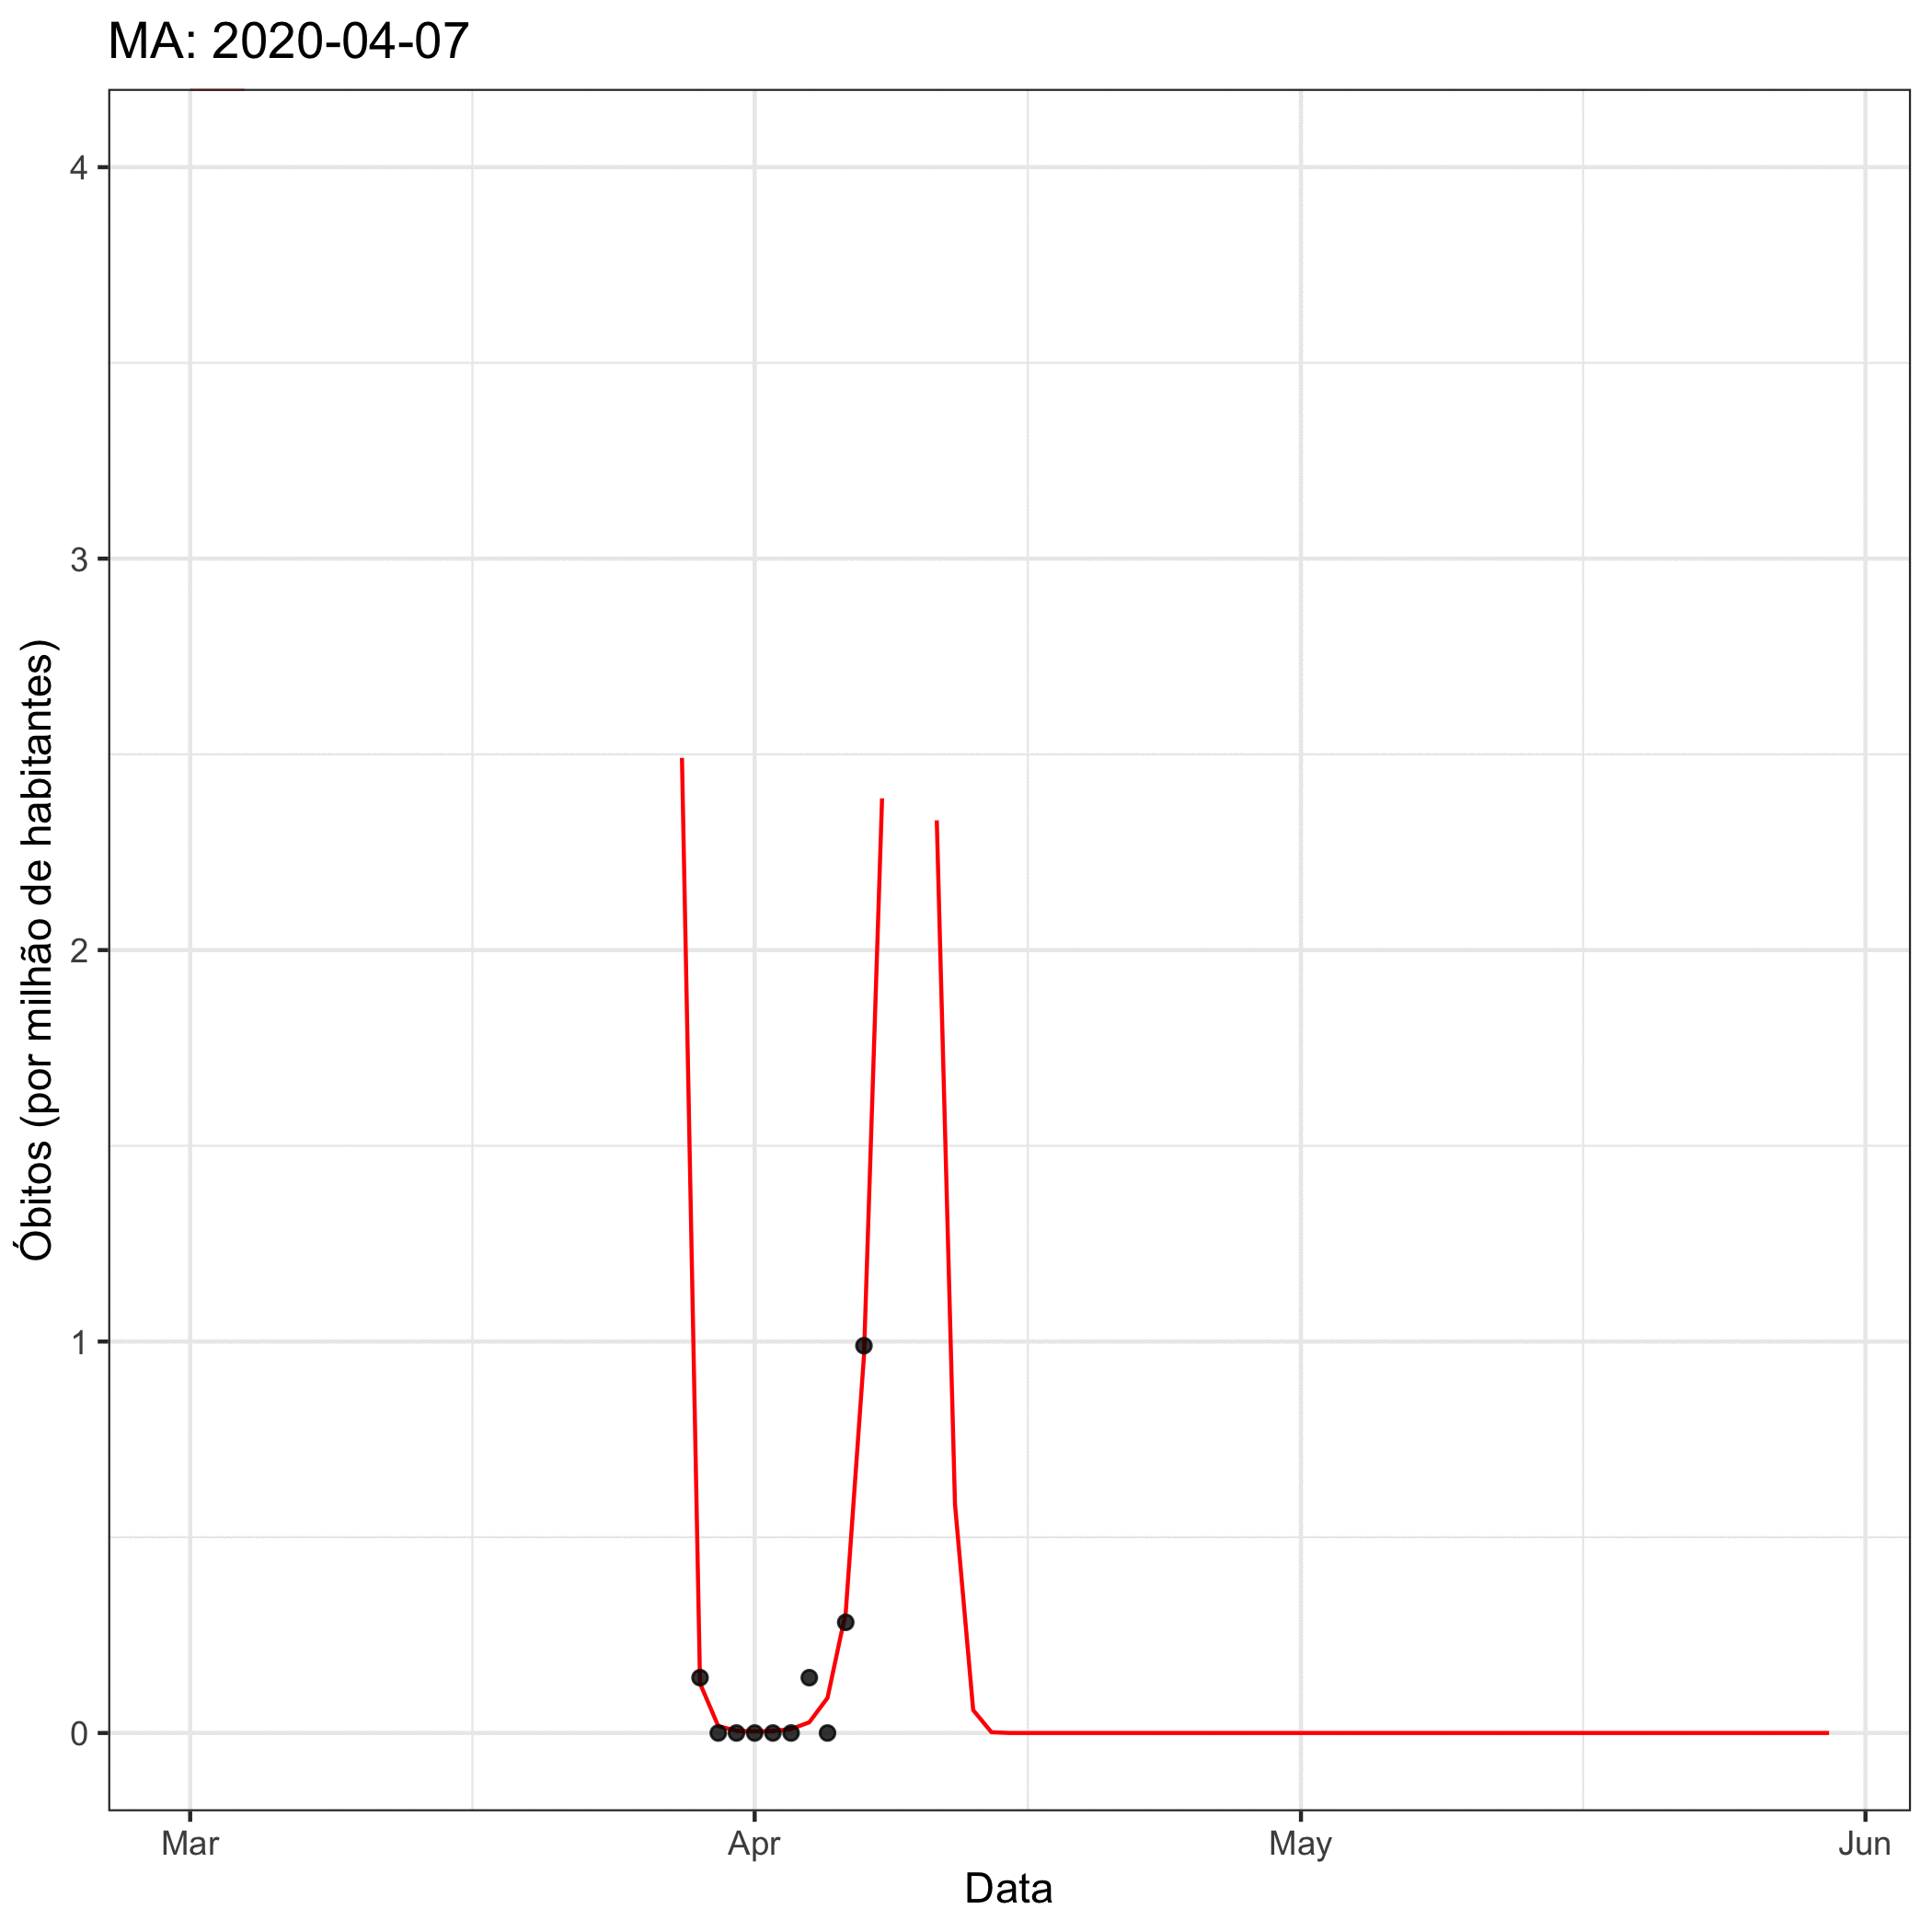 MA: 2020-04-07
Óbitos (por milhão de habitantes)
4
3
2
1
0
Mar
Apr
May
Jun
Data